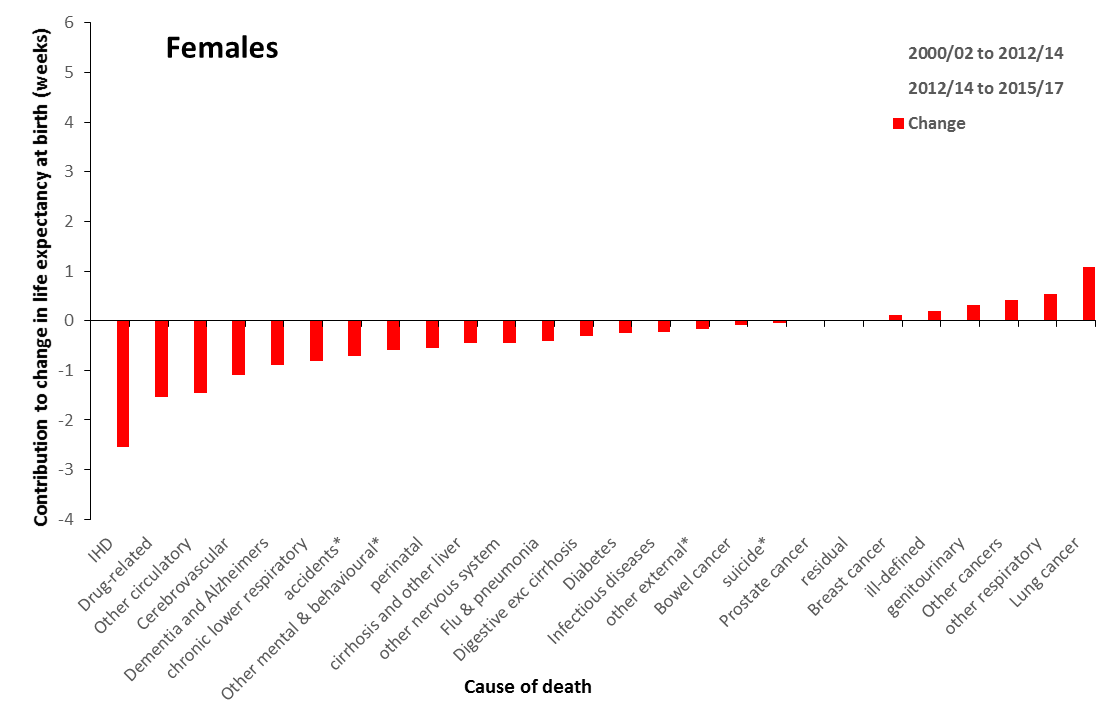 Females
2000/02 to 2012/14
2012/14 to 2015/17
Change
Contribution to change in life expectancy at birth (weeks)
6
5
4
3
2
1
0
-1
-2
-3
-4
IHD
Drug-related
Other circulatory
Cerebrovascular
Dementia and Alzheimers
chronic lower respiratory
accidents*
Other mental & behavioural*
perinatal
cirrhosis and other liver
other nervous system
Flu & pneumonia
Digestive exc cirrhosis
Diabetes
Infectious diseases
other external*
Bowel cancer
suicide*
Prostate cancer
residual
Breast cancer
ill-defined
genitourinary
Other cancers
other respiratory
Lung cancer
Cause of death